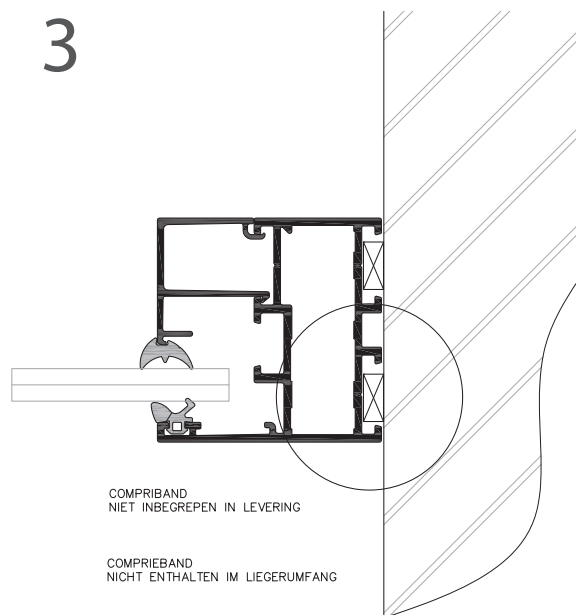 3
COMPRIBAND
NIET INBEGREPEN IN LEVERING
COMPRIEBAND
NICHT ENTHALTEN IM LIEGERUMFANG